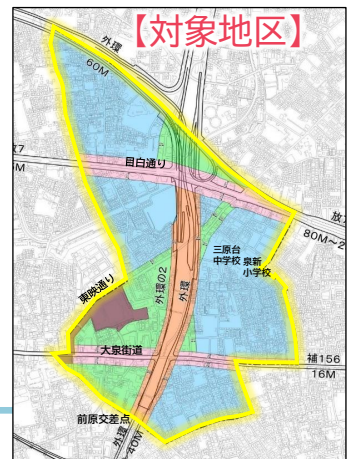 【対象地区】
外環
60M
放7
M
目白通り
放7
80M~2
三原台
中学校
泉新
小学校
外環の2
外環
東映通り
大泉街道
補156
16M
前原交差点
外環
40M